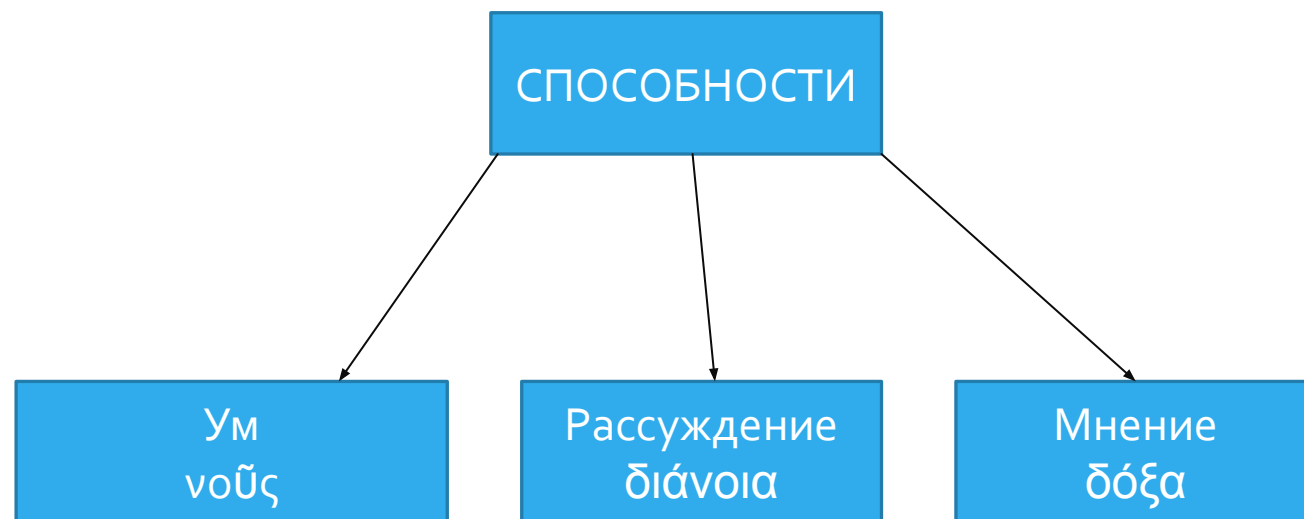 СПОСОБНОСТИ
Ум
νοῦς
Рассуждение
διάνοια
Мнение
δόξα